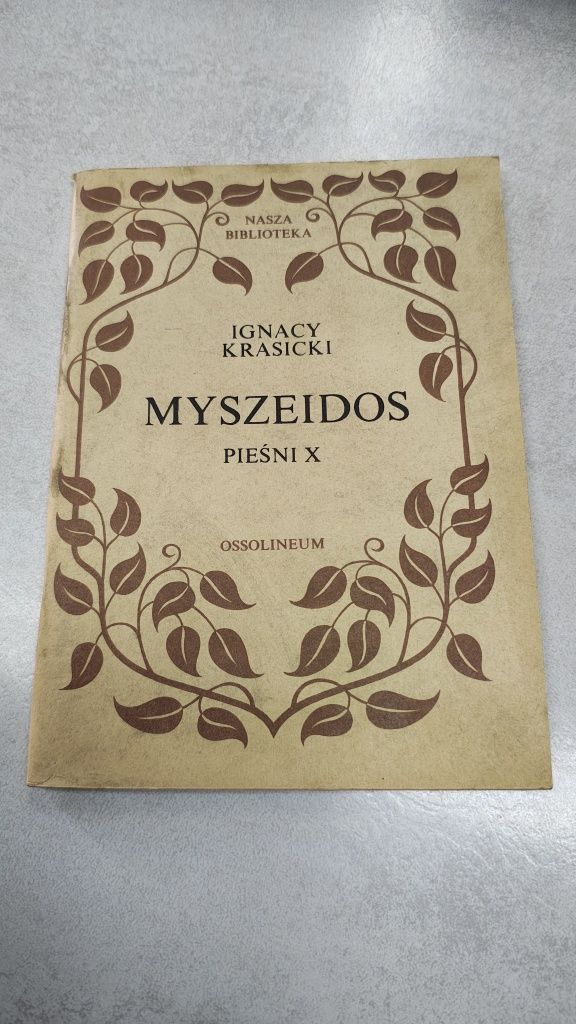 NASZA
BIBLIOTEKA
IGNACY
KRASICKI
MYSZEIDOS
PIEŚNI X
OSSOLINEUM